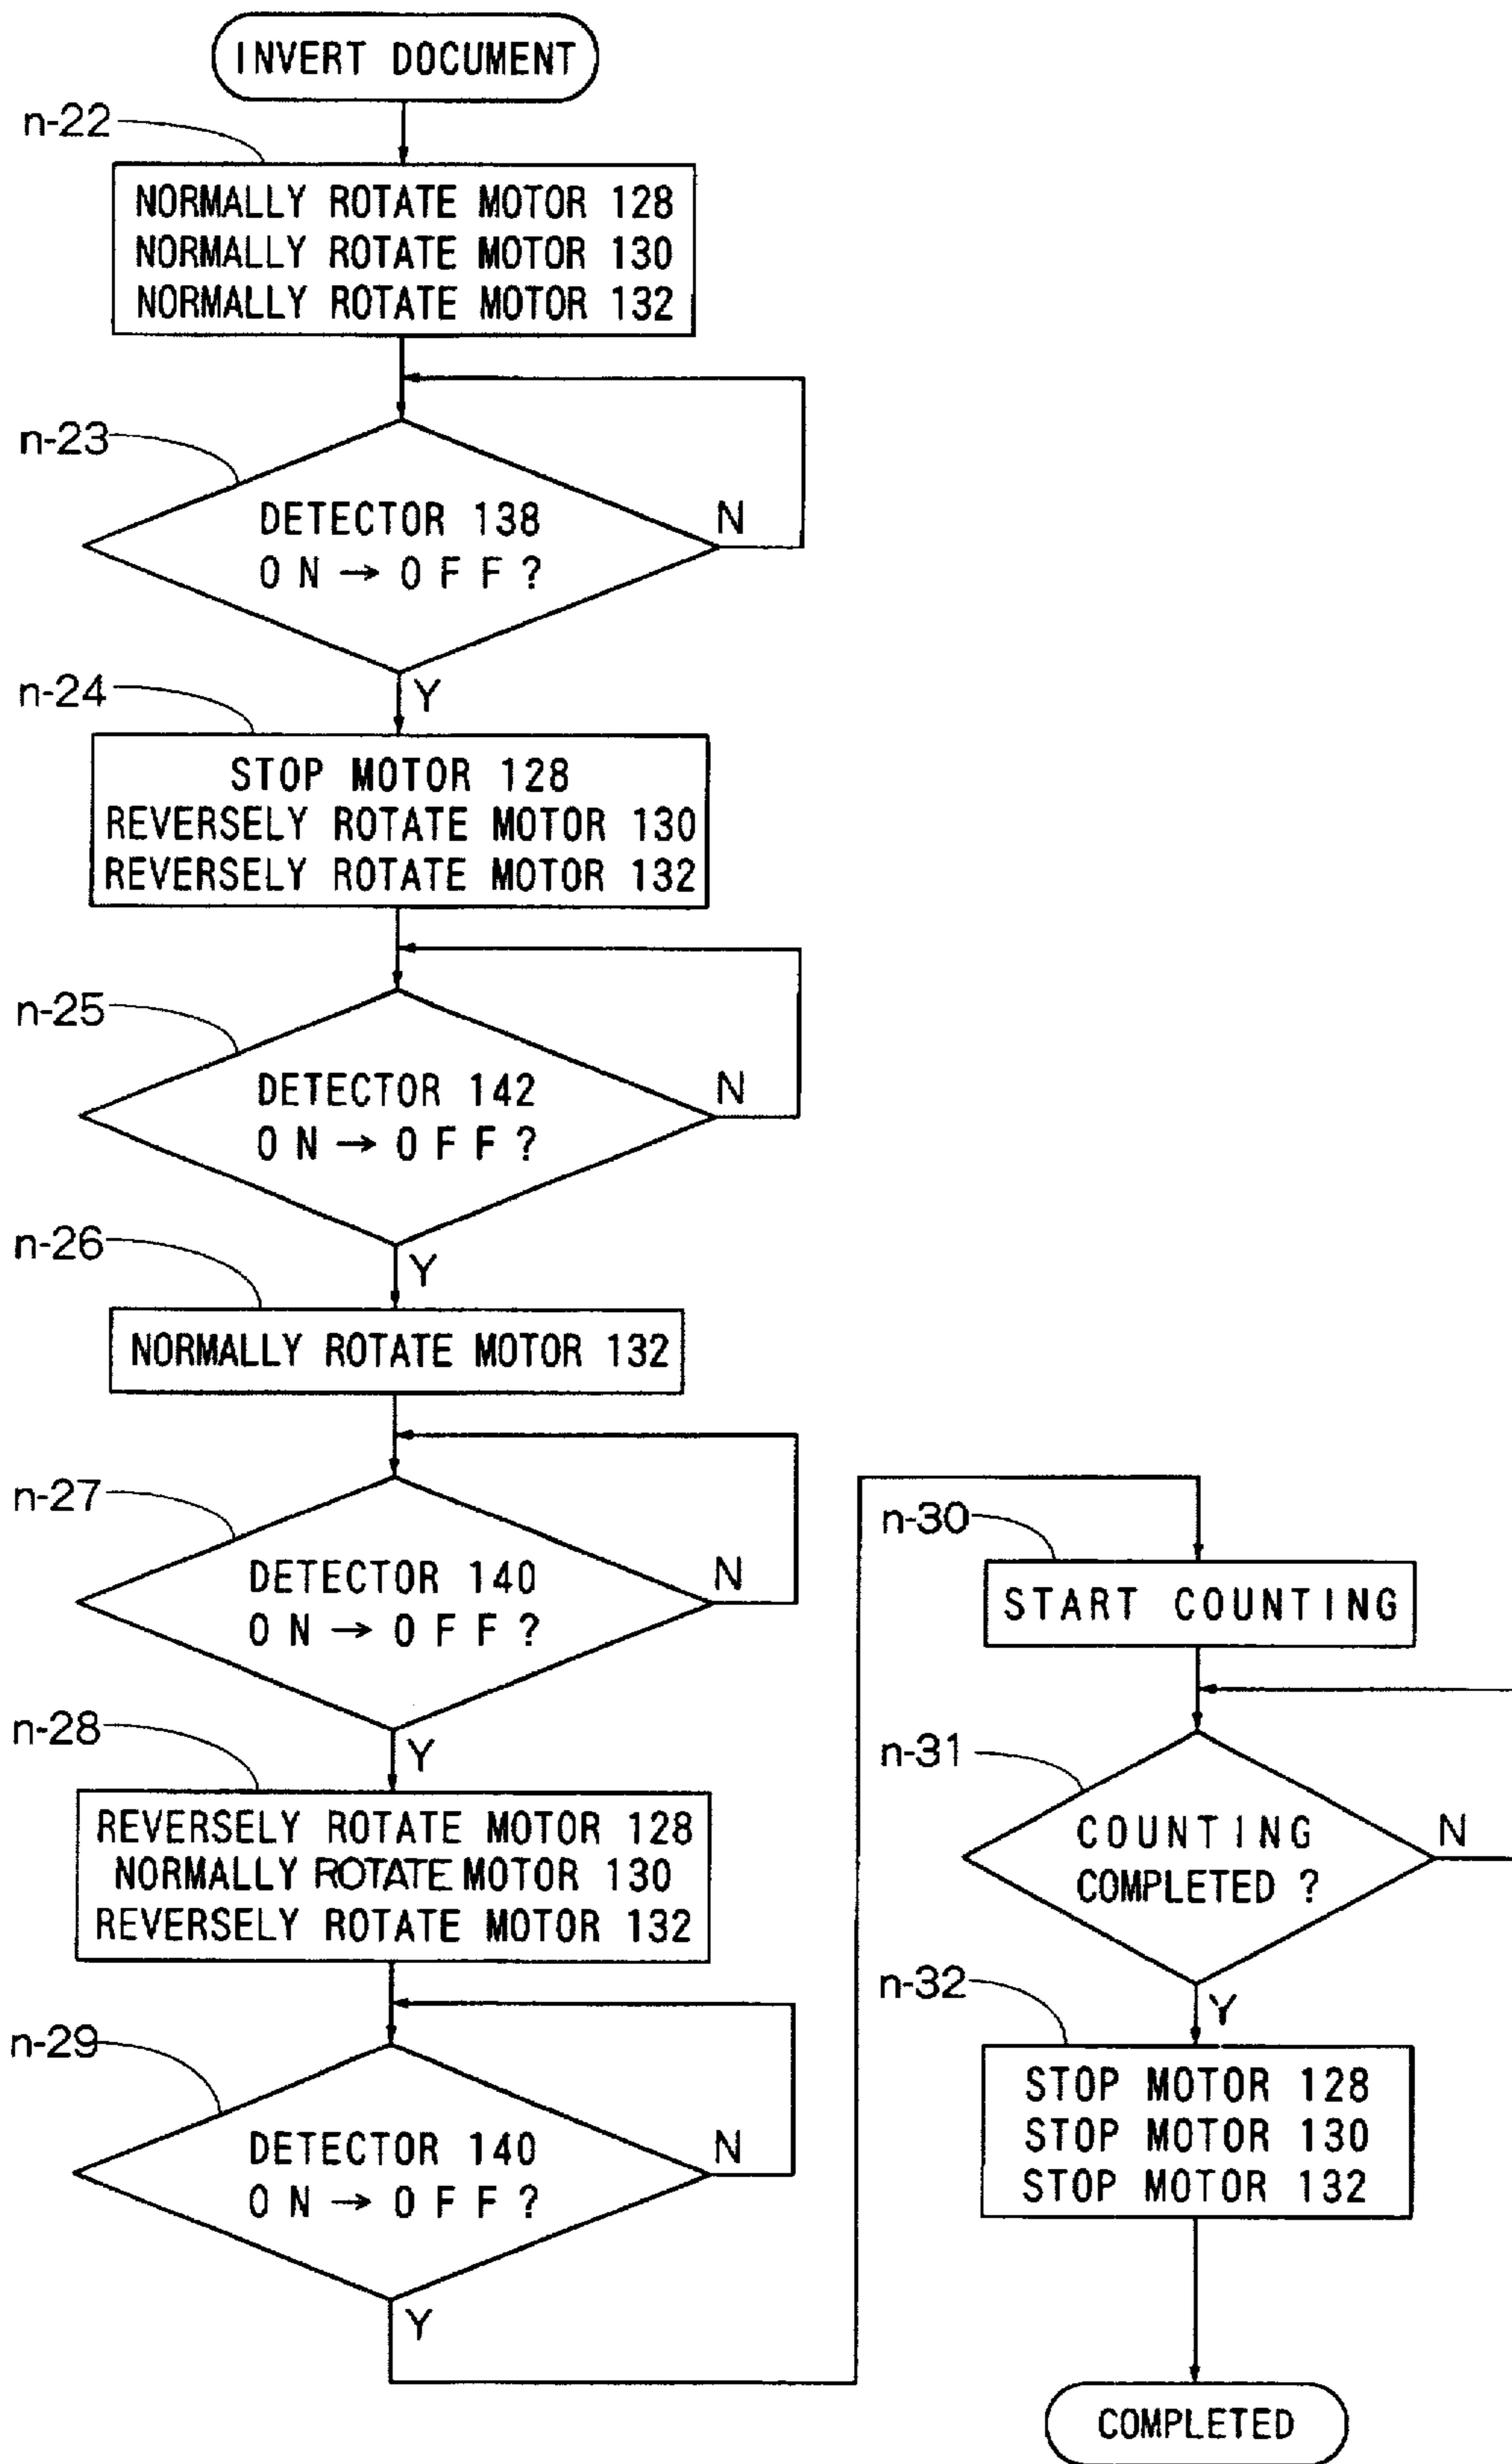 INVERT DOCUMENT
n-22
NORMALLY ROTATE MOTOR 128
NORMALLY ROTATE MOTOR 130
NORMALLY ROTATE MOTOR 132
n-23
DETECTOR 138
ON → OFF?
N
Y
n-24
STOP MOTOR 128
REVERSELY ROTATE MOTOR 130
REVERSELY ROTATE MOTOR 132
n-25
DETECTOR 142
ON → OFF?
N
Y
n-26
NORMALLY ROTATE MOTOR 132
n-27
DETECTOR 140
ON → OFF?
N
Y
n-28
REVERSELY ROTATE MOTOR 128
NORMALLY ROTATE MOTOR 130
REVERSELY ROTATE MOTOR 132
n-29
DETECTOR 140
ON → OFF?
N
Y
n-30
START COUNTING
n-31
COUNTING
COMPLETED ?
N
Y
n-32
STOP MOTOR 128
STOP MOTOR 130
STOP MOTOR 132
COMPLETED